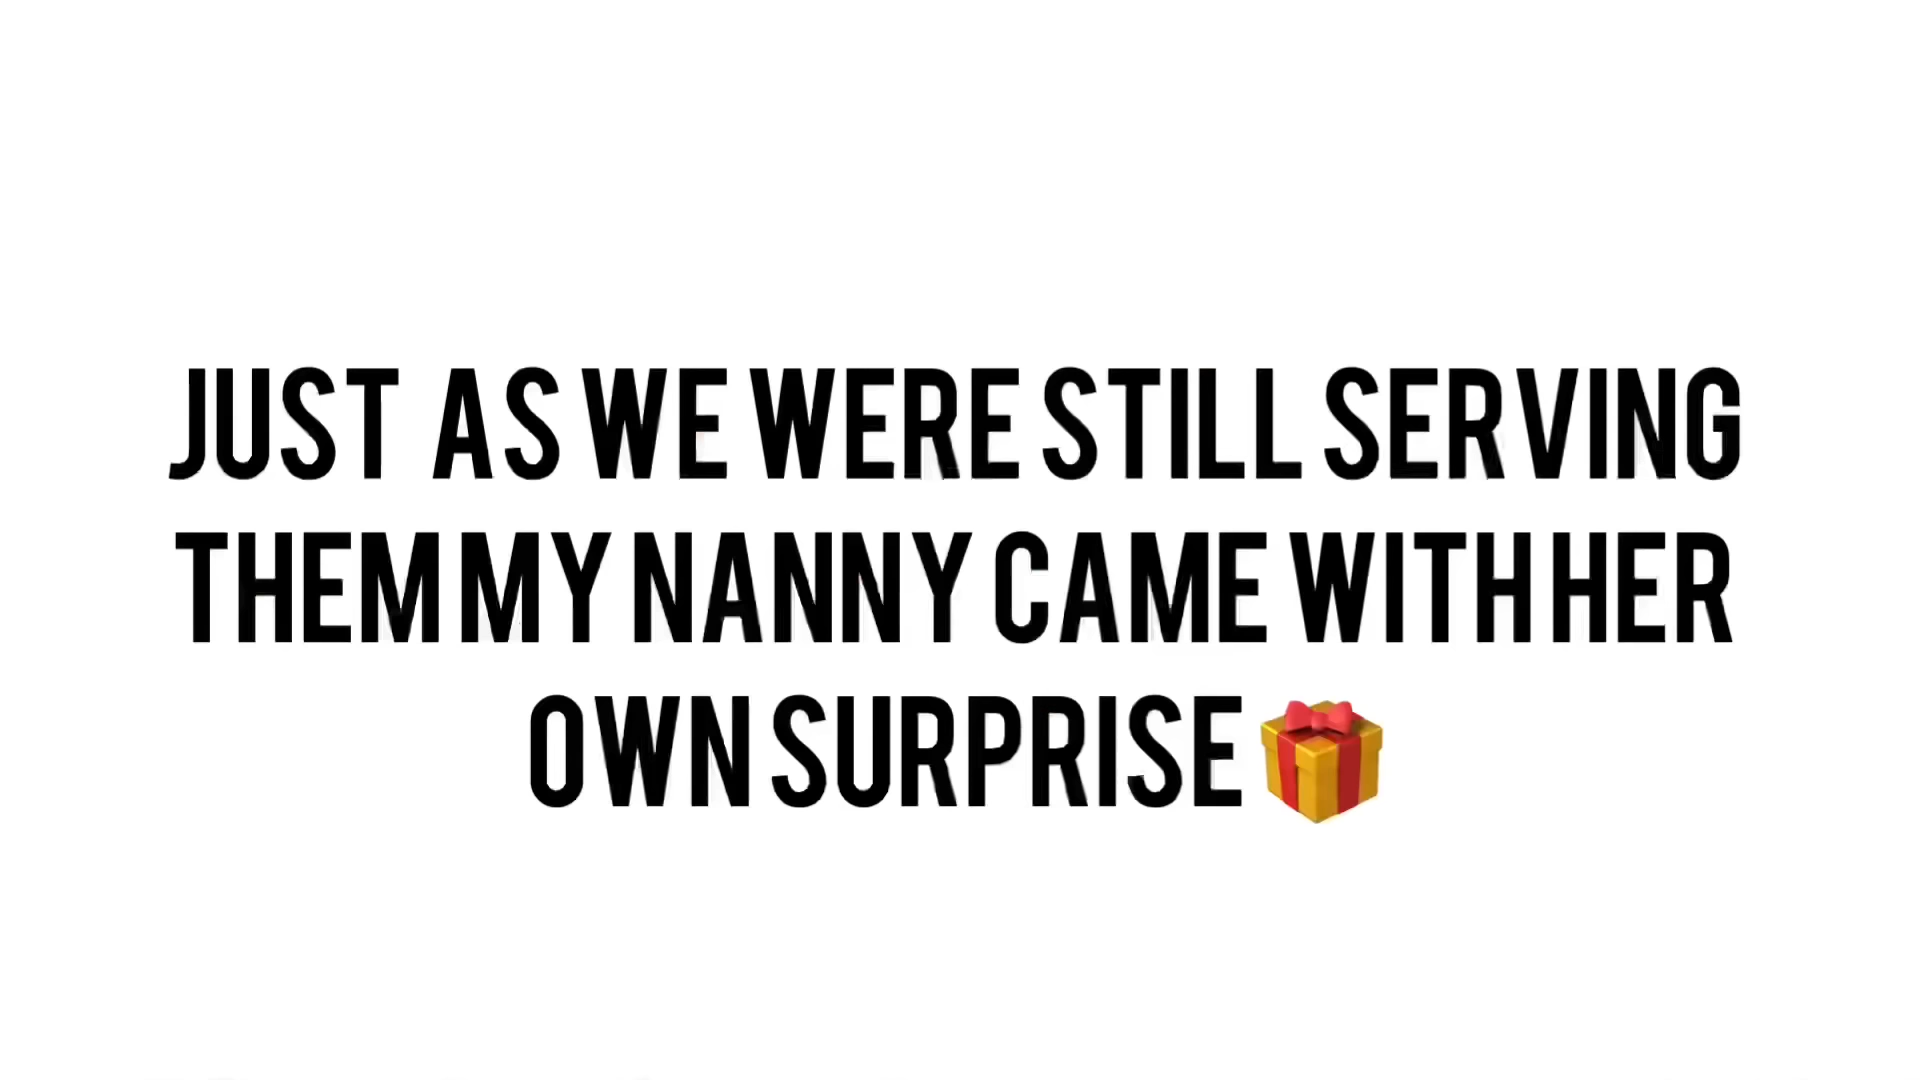 JUST AS WE WERE STILL SERVING
THEM MY NANNY CAME WITH HER
OWN SURPRISE 🎁